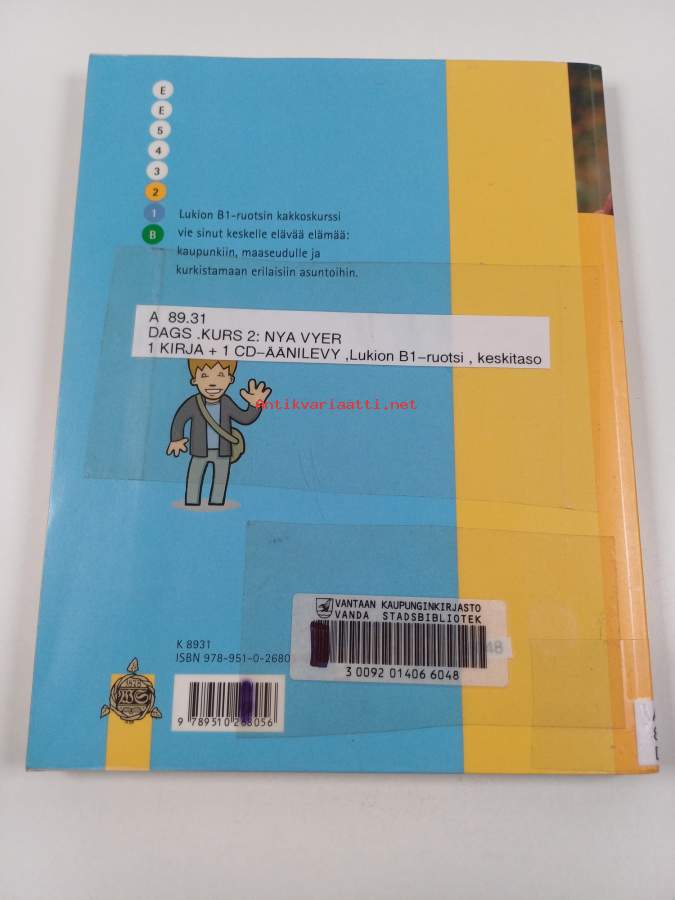 E
E
5
4
3
2
1
B
Lukion B1-ruotsin kakkoskurssi
vie sinut keskelle elävää elämää:
kaupunkiin, maaseudulle ja
kurkistamaan erilaisiin asuntoihin.
A 89.31
DAGS .KURS 2: NYA VYER
1 KIRJA + 1 CD–ÄÄNILEVY ,Lukion B1–ruotsi , keskitaso
Antikvariaatti.net
VANTAAN KAUPUNGINKIRJASTO
VANDA STADSBIBLIOTEK
48
3 0092 01406 6048
K 8931
ISBN 978-951-0-2680
WS
9 789510 268056